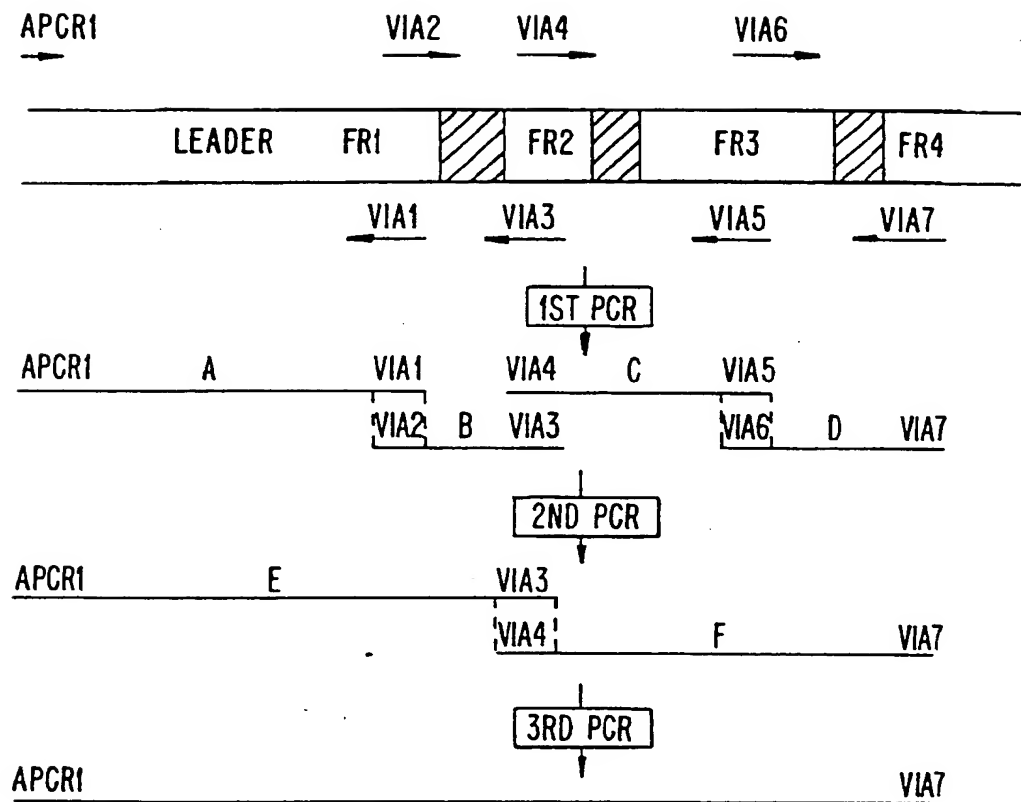 APCR1 VIA2 VIA4 VIA6
LEADER FR1 FR2 FR3 FR4
VIA1 VIA3 VIA5 VIA7
1ST PCR
APCR1 A VIA1 VIA4 C VIA5
VIA2 B VIA3 VIA6 D VIA7
2ND PCR
APCR1 E VIA3
VIA4 F VIA7
3RD PCR
APCR1 VIA7